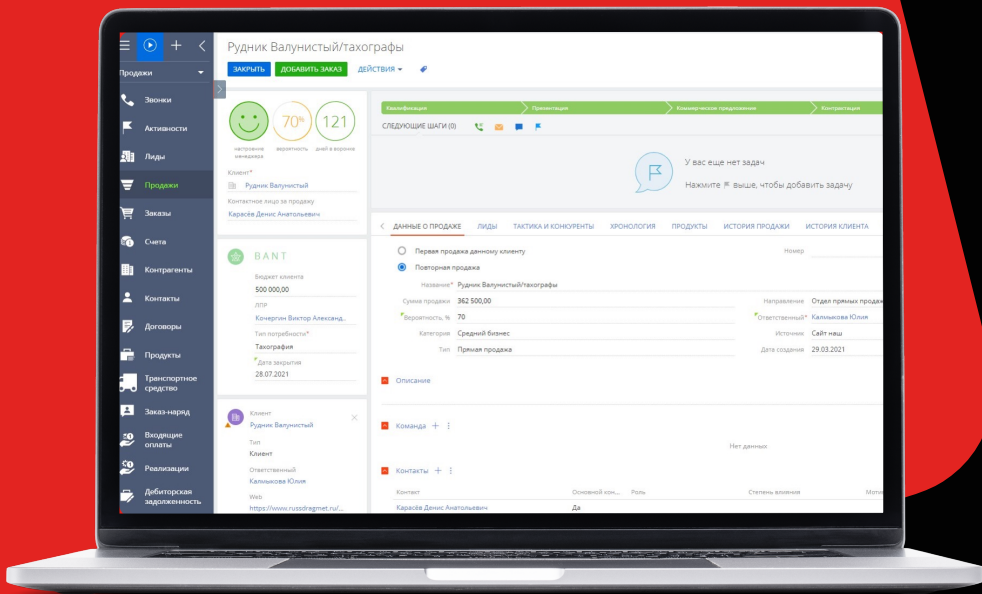 Рудник Валунистый/тахографы
ЗАКРЫТЬ
ДОБАВИТЬ ЗАКАЗ
ДЕЙСТВИЯ
Продажи
Звонки
Активности
Лиды
Продажи
Заказы
Счета
Контрагенты
Контакты
Договоры
Продукты
Транспортное
средство
Заказ-наряд
Входящие
оплаты
Реализации
Дебиторская
задолженность
70%
121
настроение
менеджера
вероятность
дней в воронке
Клиент*
Рудник Валунистый
Контактное лицо за продажу
Карасёв Денис Анатольевич
BANT
Бюджет клиента
500 000,00
ЛПР
Конергин Виктор Александ..
Тип потребности*
Тахография
Дата закрытия
28.07.2021
Клиент
Рудник Валунистый
Тип
Клиент
Ответственный
Калмыкова Юлия
Web
https://www.russdragmet.ru/...
Квалификация
Презентация
Коммерческое предложение
Контрактация
СЛЕДУЮЩИЕ ШАГИ (0)
У вас еще нет задач
Нажмите выше, чтобы добавить задачу
ДАННЫЕ О ПРОДАЖЕ
ЛИДЫ
ТАКТИКА И КОНКУРЕНТЫ
ХРОНОЛОГИЯ
ПРОДУКТЫ
ИСТОРИЯ ПРОДАЖИ
ИСТОРИЯ КЛИЕНТА
Первая продажа данному клиенту
Номер
Повторная продажа
Название* Рудник Валунистый/тахографы
Сумма продажи 362 500,00
Направление Отдел прямых продаж
Вероятность, % 70
Ответственный* Калмыкова Юлия
Категория Средний бизнес
Источник Сайт наш
Тип Прямая продажа
Дата создания 29.03.2021
Описание
Команда
Нет данных
Контакты
Контакт
Основной кон...
Роль
Степень влияния
Моти
Карасёв Денис Анатольевич
Да